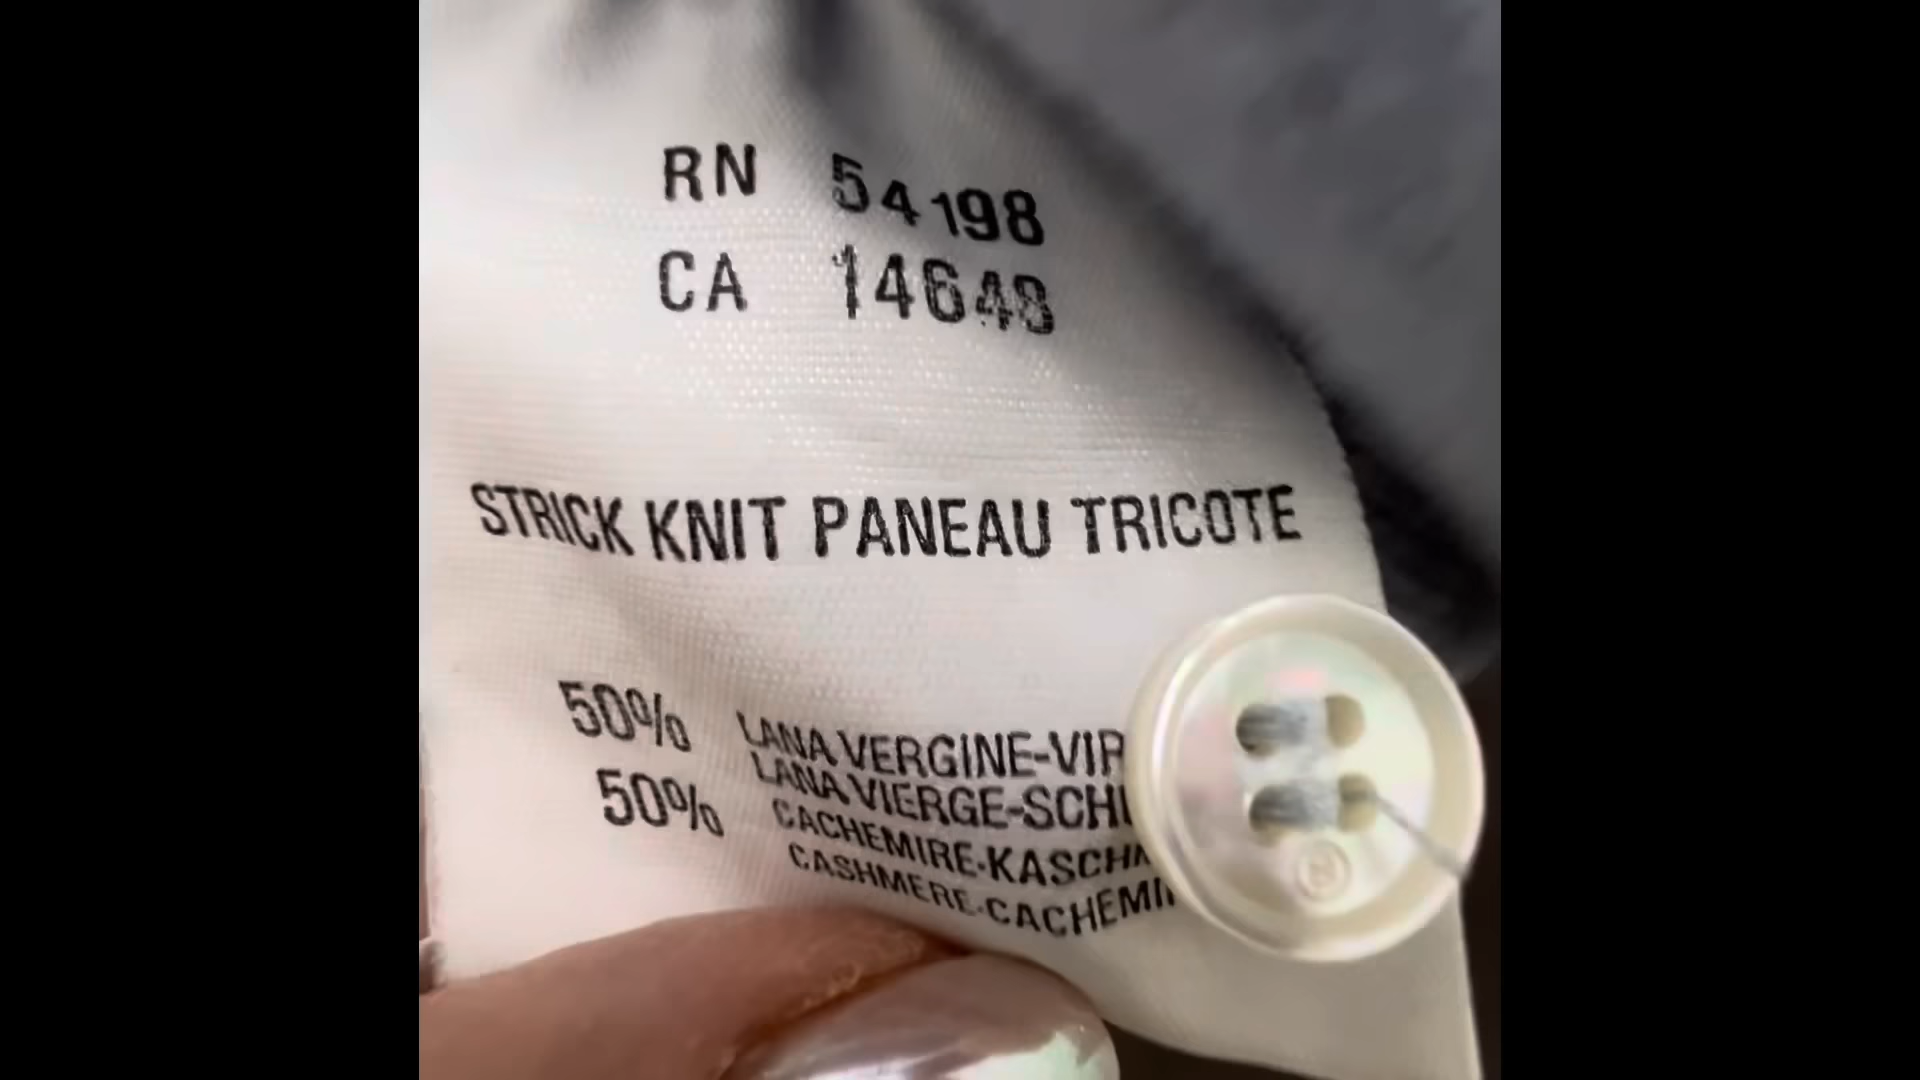 RN 54198
CA 14648
STRICK KNIT PANEAU TRICOTE
50% LANA VERGINE-VIR
LANA VIERGE-SCH
50% CACHEMIRE-KASCH
CASHMERE-CACHEMI